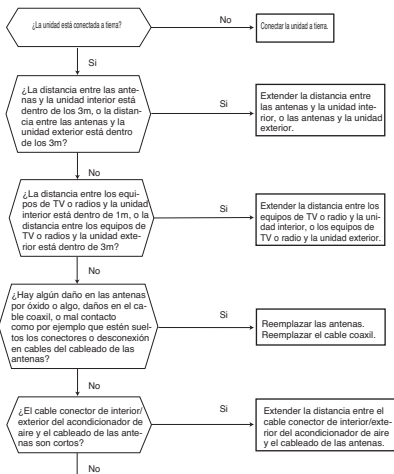 ¿La unidad está conectada a tierra?
No
Conectar la unidad a tierra.
Si
¿La distancia entre las ante-
nas y la unidad interior está
dentro de los 3m, o la distan-
cia entre las antenas y la
unidad exterior está dentro
de los 3m?
Si
Extender la distancia entre
las antenas y la unidad inte-
rior, o las antenas y la unidad
exterior.
No
¿La distancia entre los equi-
pos de TV o radios y la unidad
interior está dentro de 1m, o la
distancia entre los equipos de
TV o radios y la unidad exte-
rior está dentro de 3m?
Si
Extender la distancia entre los
equipos de TV o radio y la uni-
dad interior, o los equipos de
TV o radio y la unidad exterior.
No
¿Hay algún daño en las antenas
por óxido o algo, daños en el ca-
ble coaxil, o mal contacto
como por ejemplo que estén suel-
tos los conectores o desconexión
en cables del cableado de las
antenas?
Si
Reemplazar las antenas.
Reemplazar el cable coaxil.
No
¿El cable conector de interior/
exterior del acondicionador de
aire y el cableado de las ante-
nas son cortos?
Si
Extender la distancia entre el
cable conector de interior/exte-
rior del acondicionador de aire
y el cableado de las antenas.
No